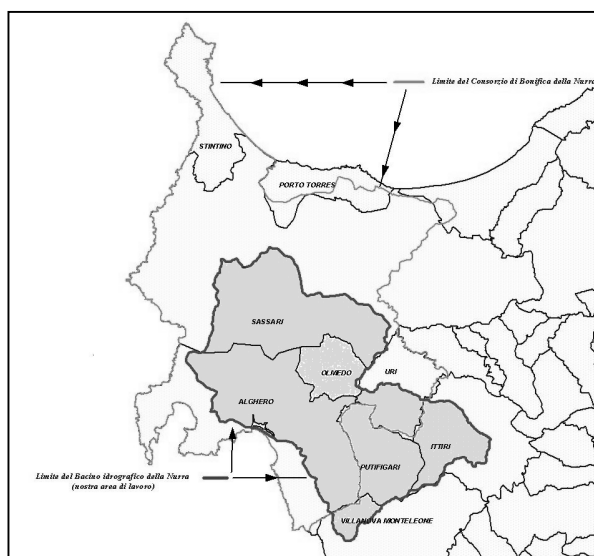 Limite del Consorzio di Bonifica della Nurra
STINTINO
PORTO TORRES
SASSARI
OLMEDO
URI
ALGHERO
ITTIRI
PUTIFIGARI
Limite del Bacino idrografico della Nurra
(nostra area di lavoro)
VILLANOVA MONTELEONE